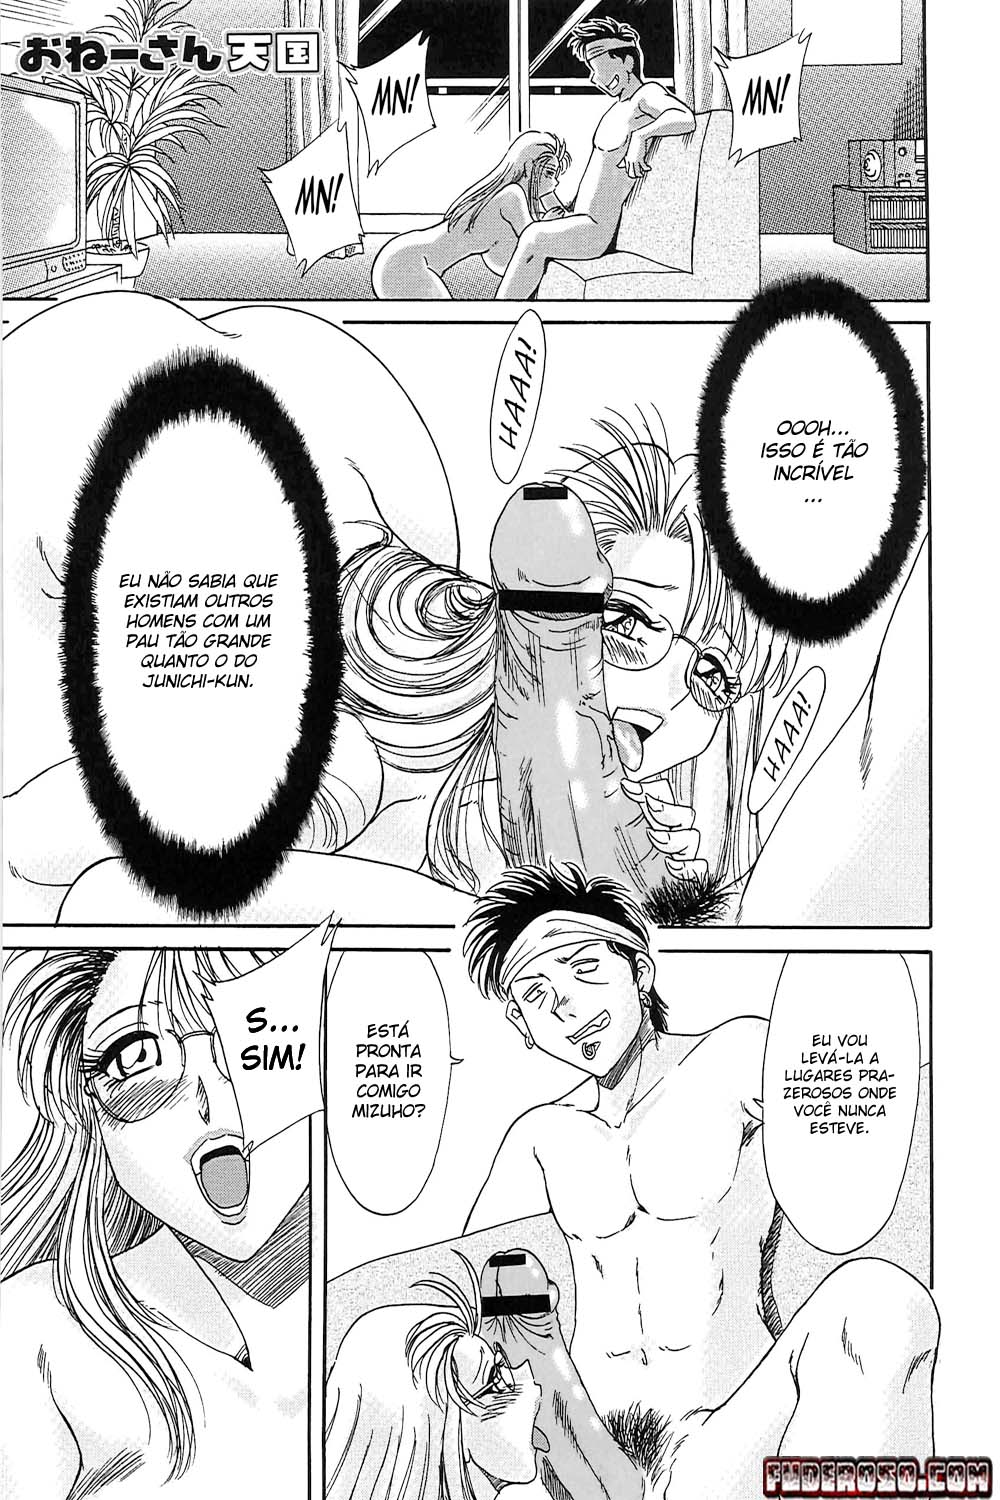 おねーさん天国
MN!
MN!
MN!
HAAA!
OOOH...
ISSO É TÃO
INCRÍVEL
...
EU NÃO SABIA QUE
EXISTIAM OUTROS
HOMENS COM UM
PAU TÃO GRANDE
QUANTO O DO
JUNICHI-KUN.
HAAA!
EU VOU
LEVÁ-LA A
LUGARES PRA-
ZEROSOS ONDE
VOCÊ NUNCA
ESTEVE.
ESTÁ
PRONTA
PARA IR
COMIGO
MIZUHO?
S...
SIM!
FUDEROSO.COM